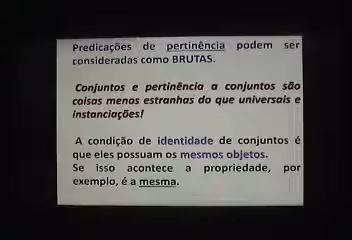 Predicações de pertinência podem ser
consideradas como BRUTAS.
Conjuntos e pertinência a conjuntos são
coisas menos estranhas do que universais e
instanciações!
A condição de identidade de conjuntos é
que eles possuam os mesmos objetos.
Se isso acontece a propriedade, por
exemplo, é a mesma.